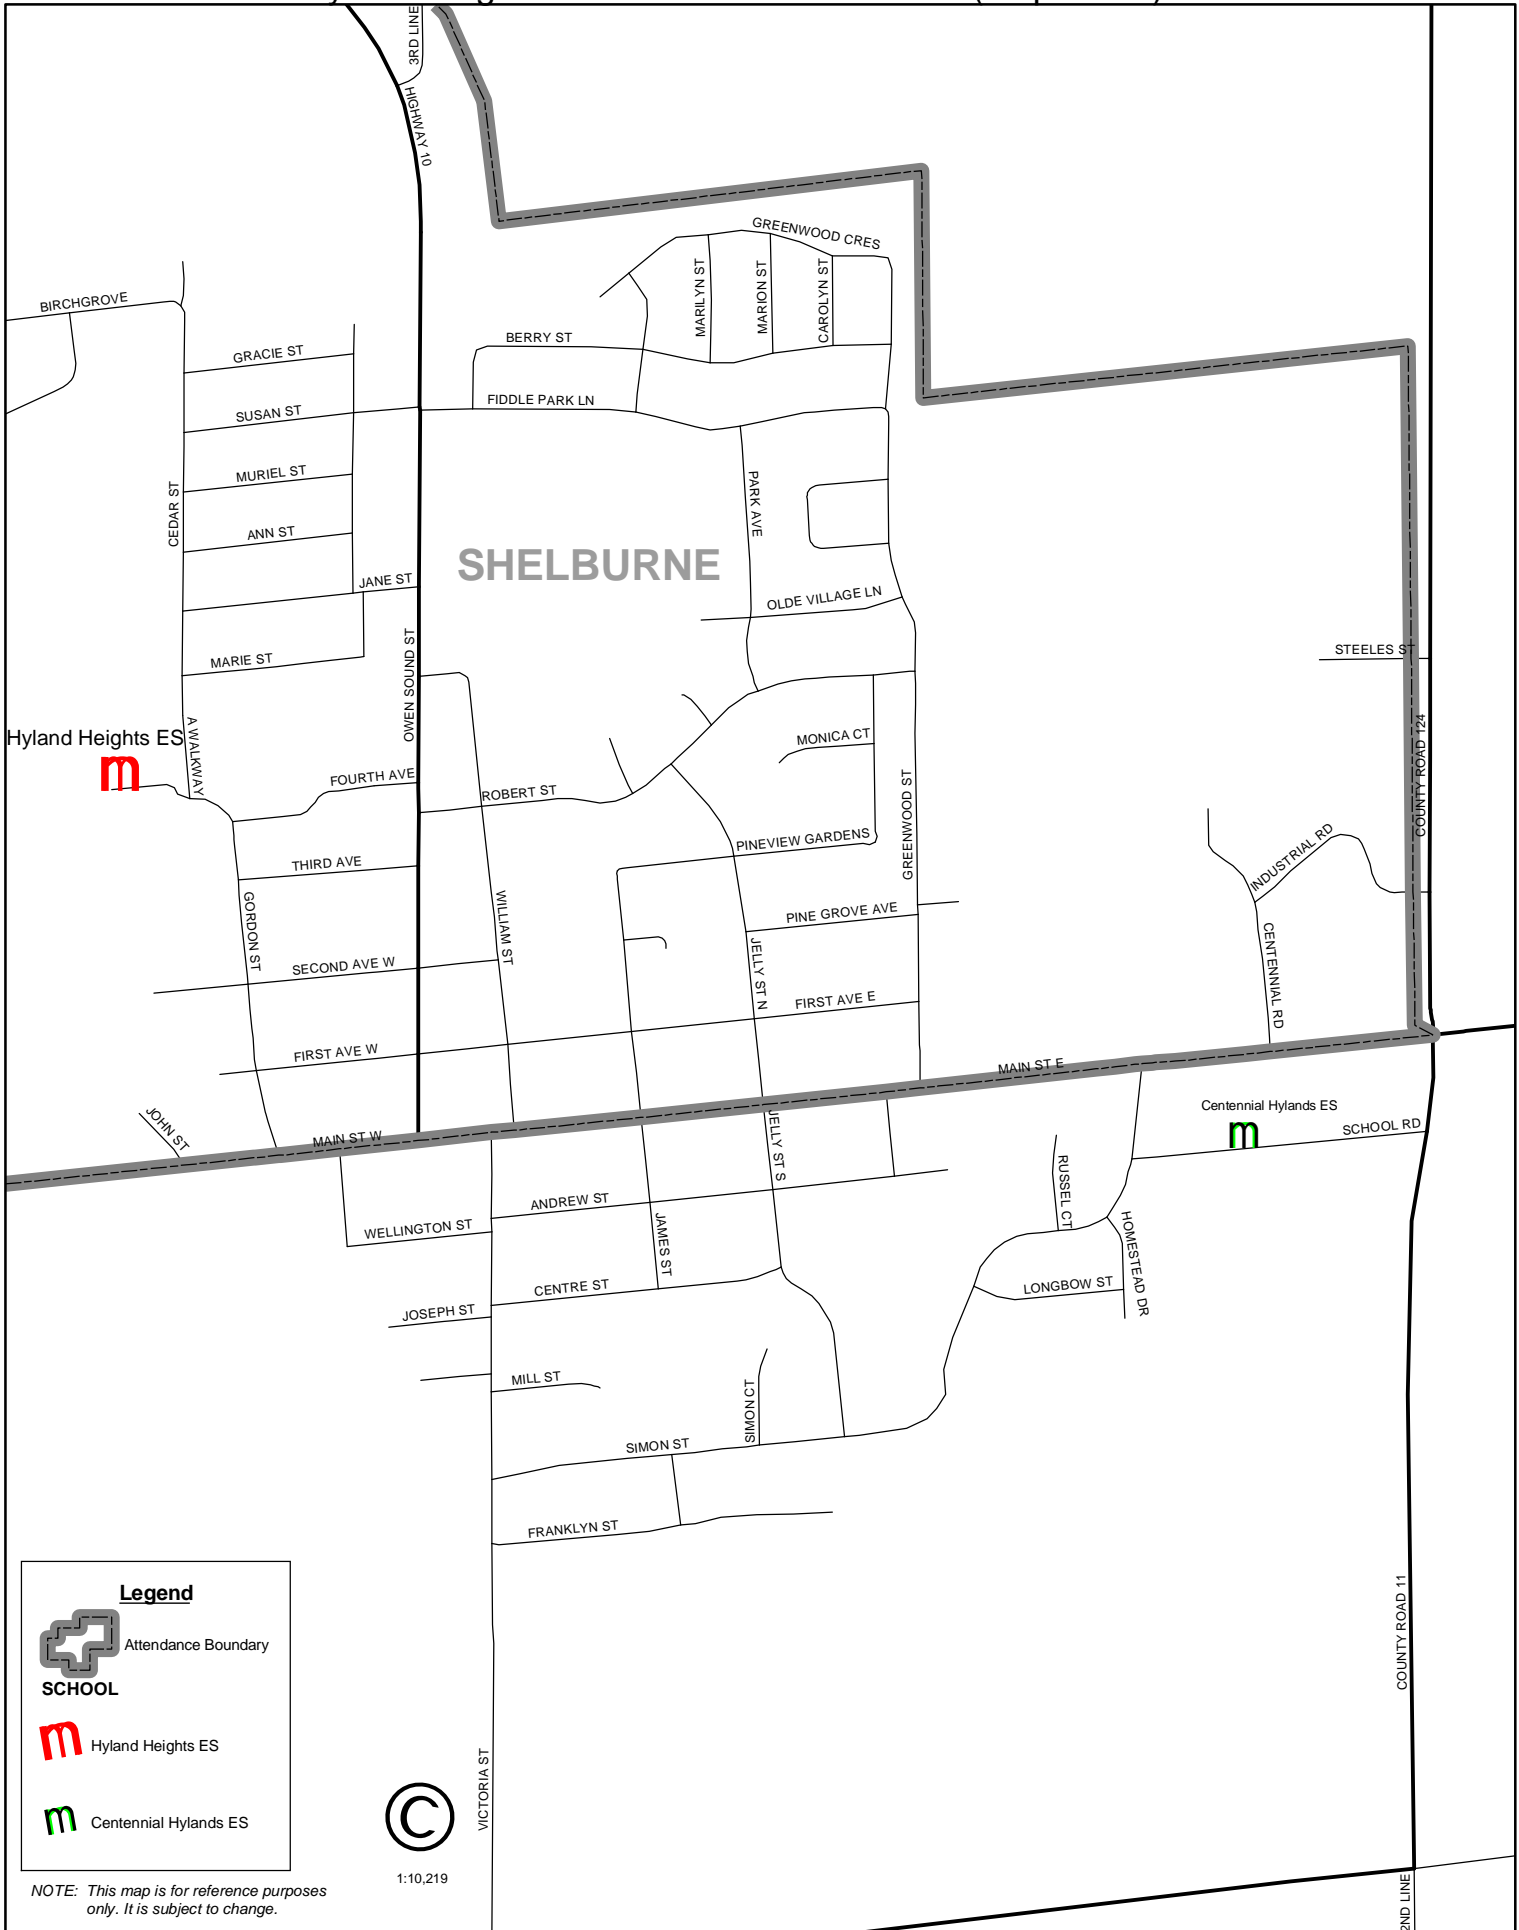 3RD LINE
HIGHWAY 10
GREENWOOD CRES
MARILYN ST
MARION ST
CAROLYN ST
BIRCHGROVE
BERRY ST
GRACIE ST
FIDDLE PARK LN
SUSAN ST
MURIEL ST
CEDAR ST
PARK AVE
ANN ST
SHELBURNE
JANE ST
OLDE VILLAGE LN
MARIE ST
OWEN SOUND ST
STEELES ST
A WALKWAY
Hyland Heights ES
m
MONICA CT
COUNTY ROAD 124
FOURTH AVE
ROBERT ST
GREENWOOD ST
PINEVIEW GARDENS
INDUSTRIAL RD
THIRD AVE
GORDON ST
WILLIAM ST
PINE GROVE AVE
JELLY ST N
CENTENNIAL RD
SECOND AVE W
FIRST AVE E
FIRST AVE W
MAIN ST E
JOHN ST
MAIN ST W
JELLY ST S
Centennial Hylands ES
m
SCHOOL RD
RUSSEL CT
ANDREW ST
WELLINGTON ST
JAMES ST
HOMESTEAD DR
CENTRE ST
LONGBOW ST
JOSEPH ST
MILL ST
SIMON CT
SIMON ST
FRANKLYN ST
COUNTY ROAD 11
VICTORIA ST
2ND LINE
Legend
Attendance Boundary
SCHOOL
m Hyland Heights ES
m Centennial Hylands ES
©
1:10,219
NOTE: This map is for reference purposes
only. It is subject to change.